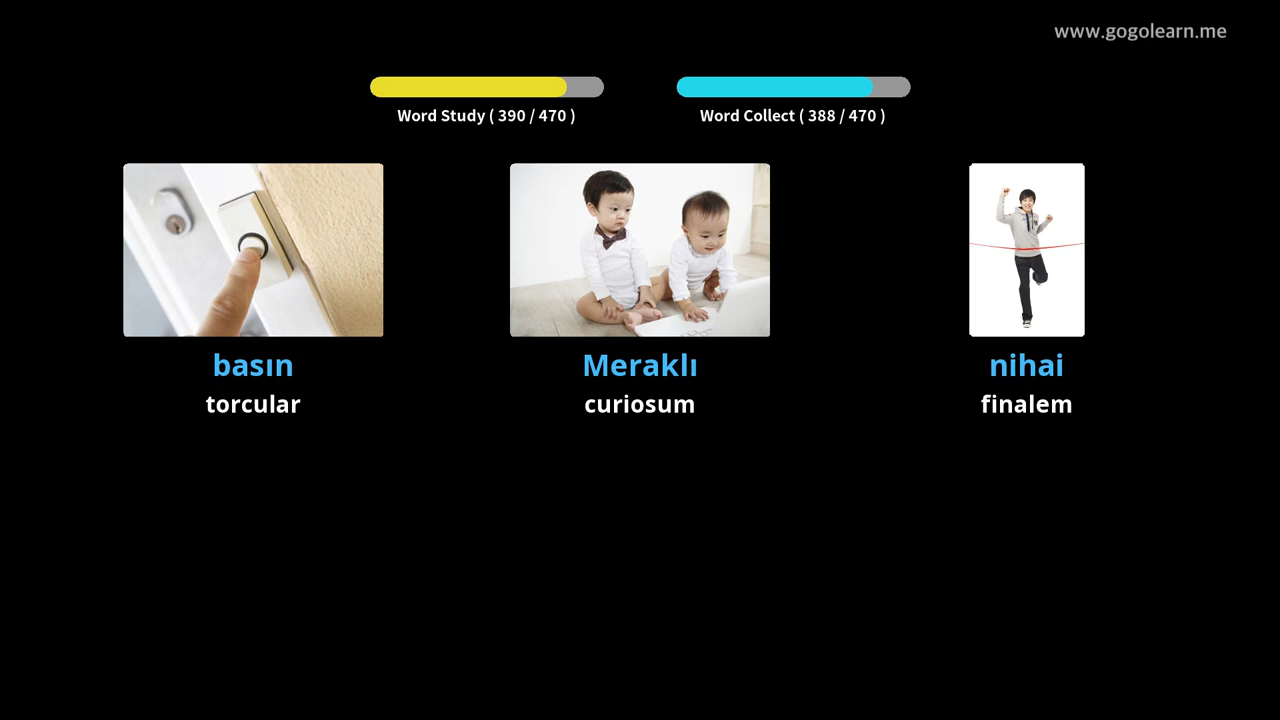 www.gogolearn.me
Word Study ( 390 / 470 )
Word Collect ( 388 / 470 )
basın
torcular
Meraklı
curiosum
nihai
finalem